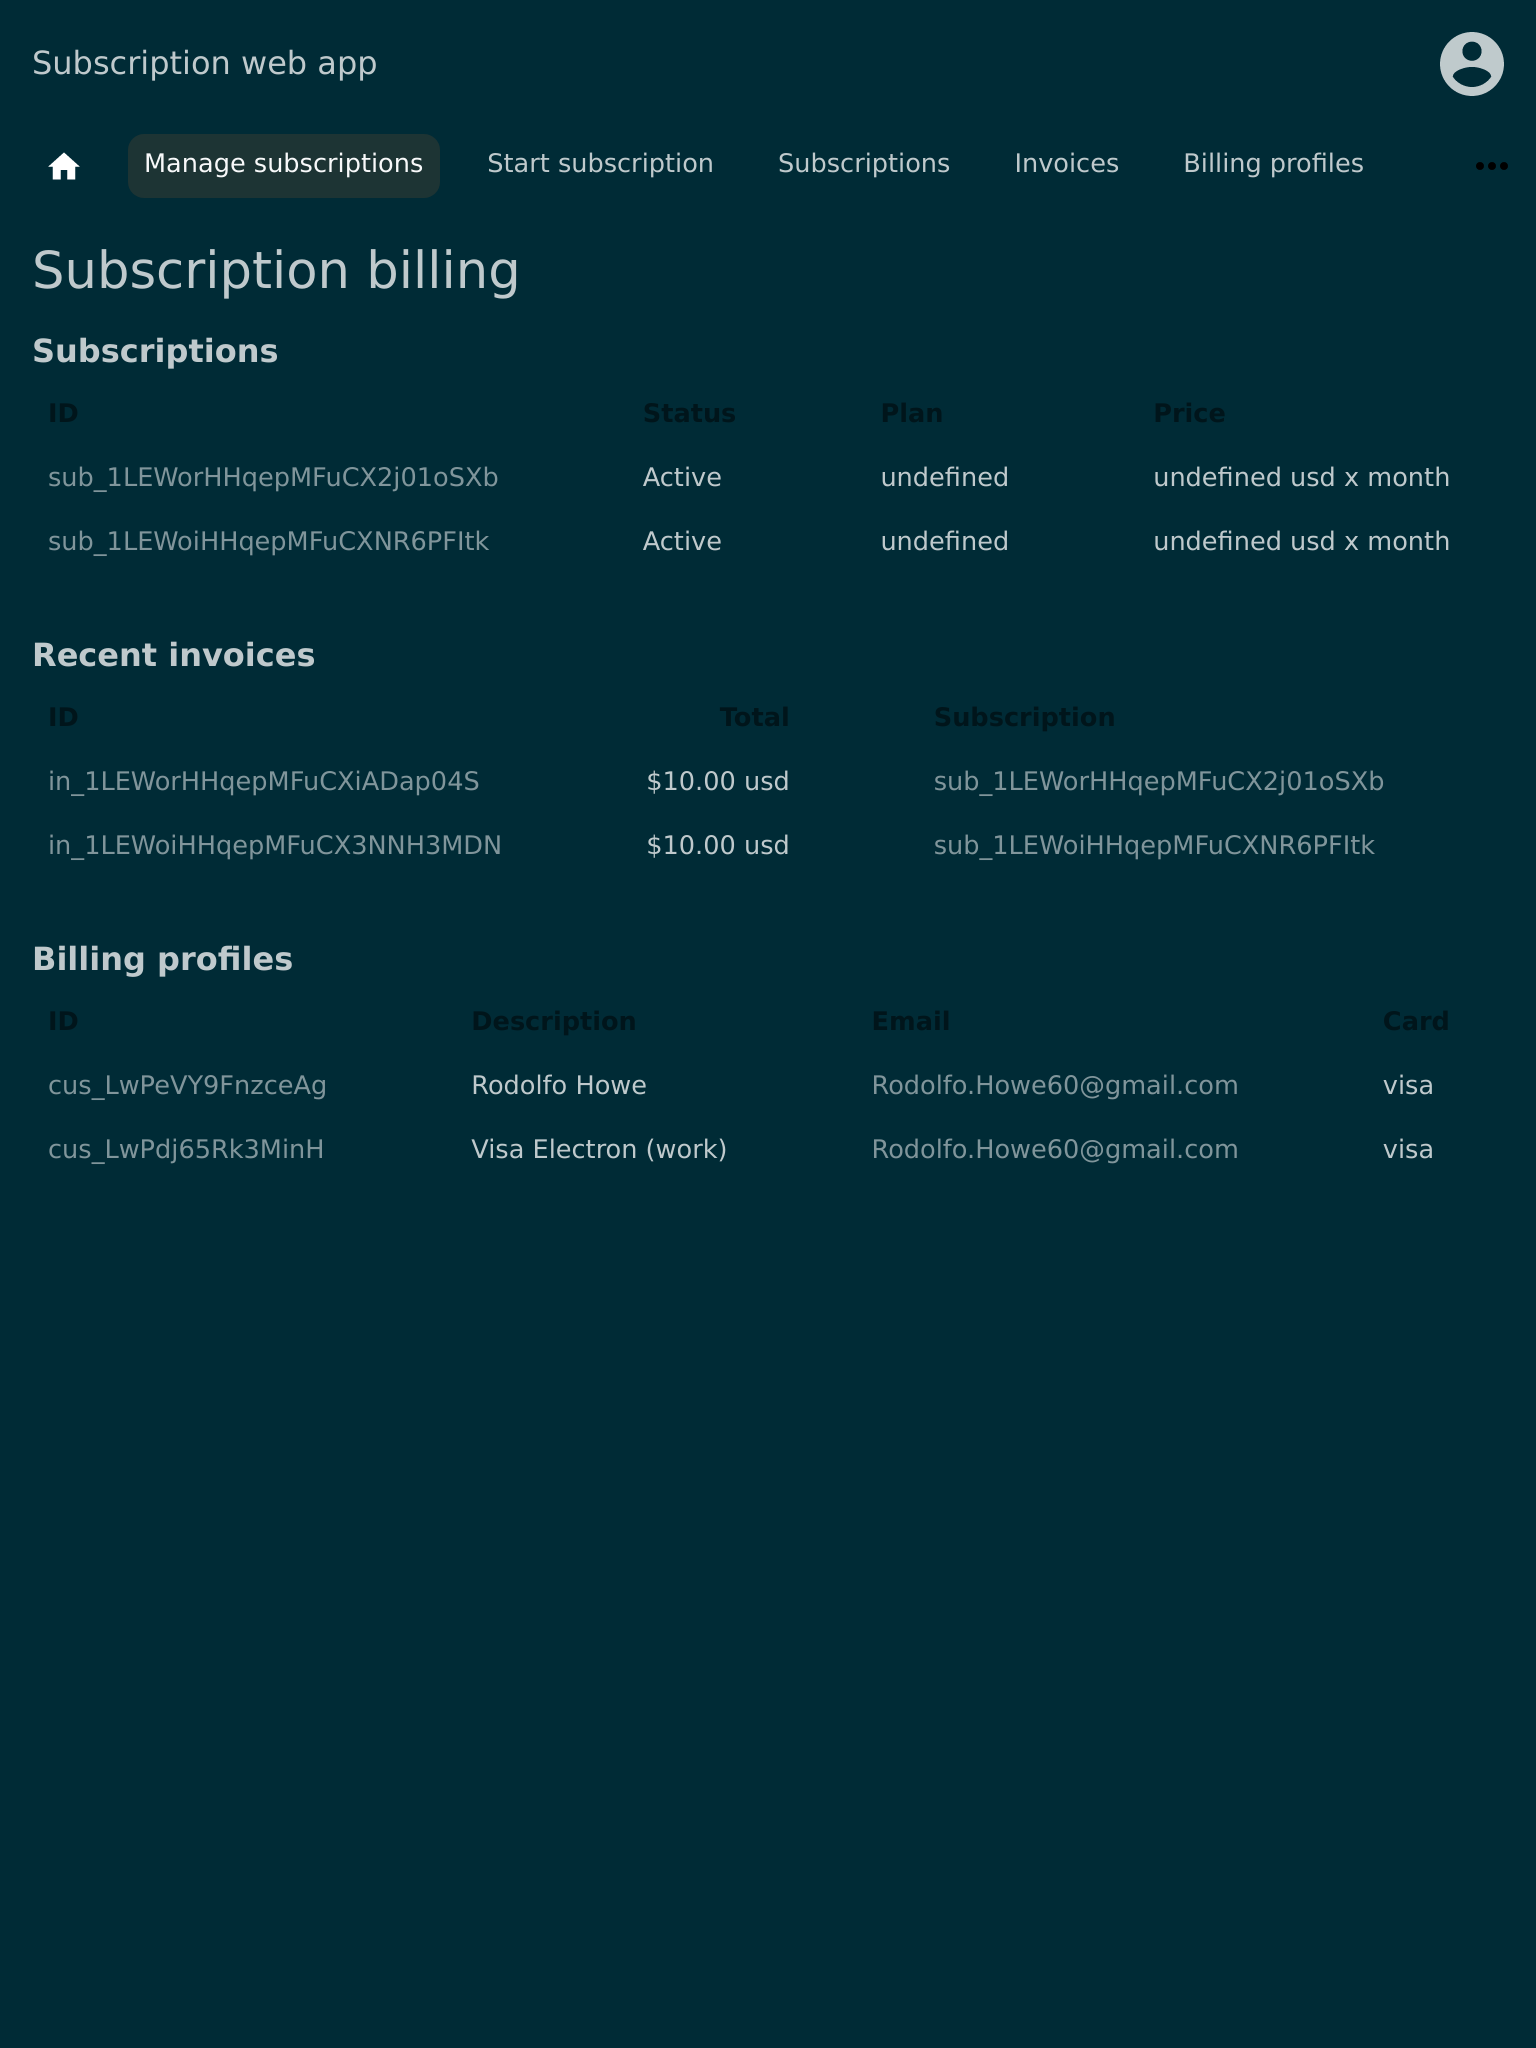 Subscription web app
Manage subscriptions Start subscription Subscriptions Invoices Billing profiles
Subscription billing
Subscriptions
ID Status Plan Price
sub_1LEWorHHqepMFuCX2j01oSXb Active undefined undefined usd x month
sub_1LEWoiHHqepMFuCXNR6PFItk Active undefined undefined usd x month
Recent invoices
ID Total Subscription
in_1LEWorHHqepMFuCXiADap04S $10.00 usd sub_1LEWorHHqepMFuCX2j01oSXb
in_1LEWoiHHqepMFuCX3NNH3MDN $10.00 usd sub_1LEWoiHHqepMFuCXNR6PFItk
Billing profiles
ID Description Email Card
cus_LwPeVY9FnzceAg Rodolfo Howe Rodolfo.Howe60@gmail.com visa
cus_LwPdj65Rk3MinH Visa Electron (work) Rodolfo.Howe60@gmail.com visa